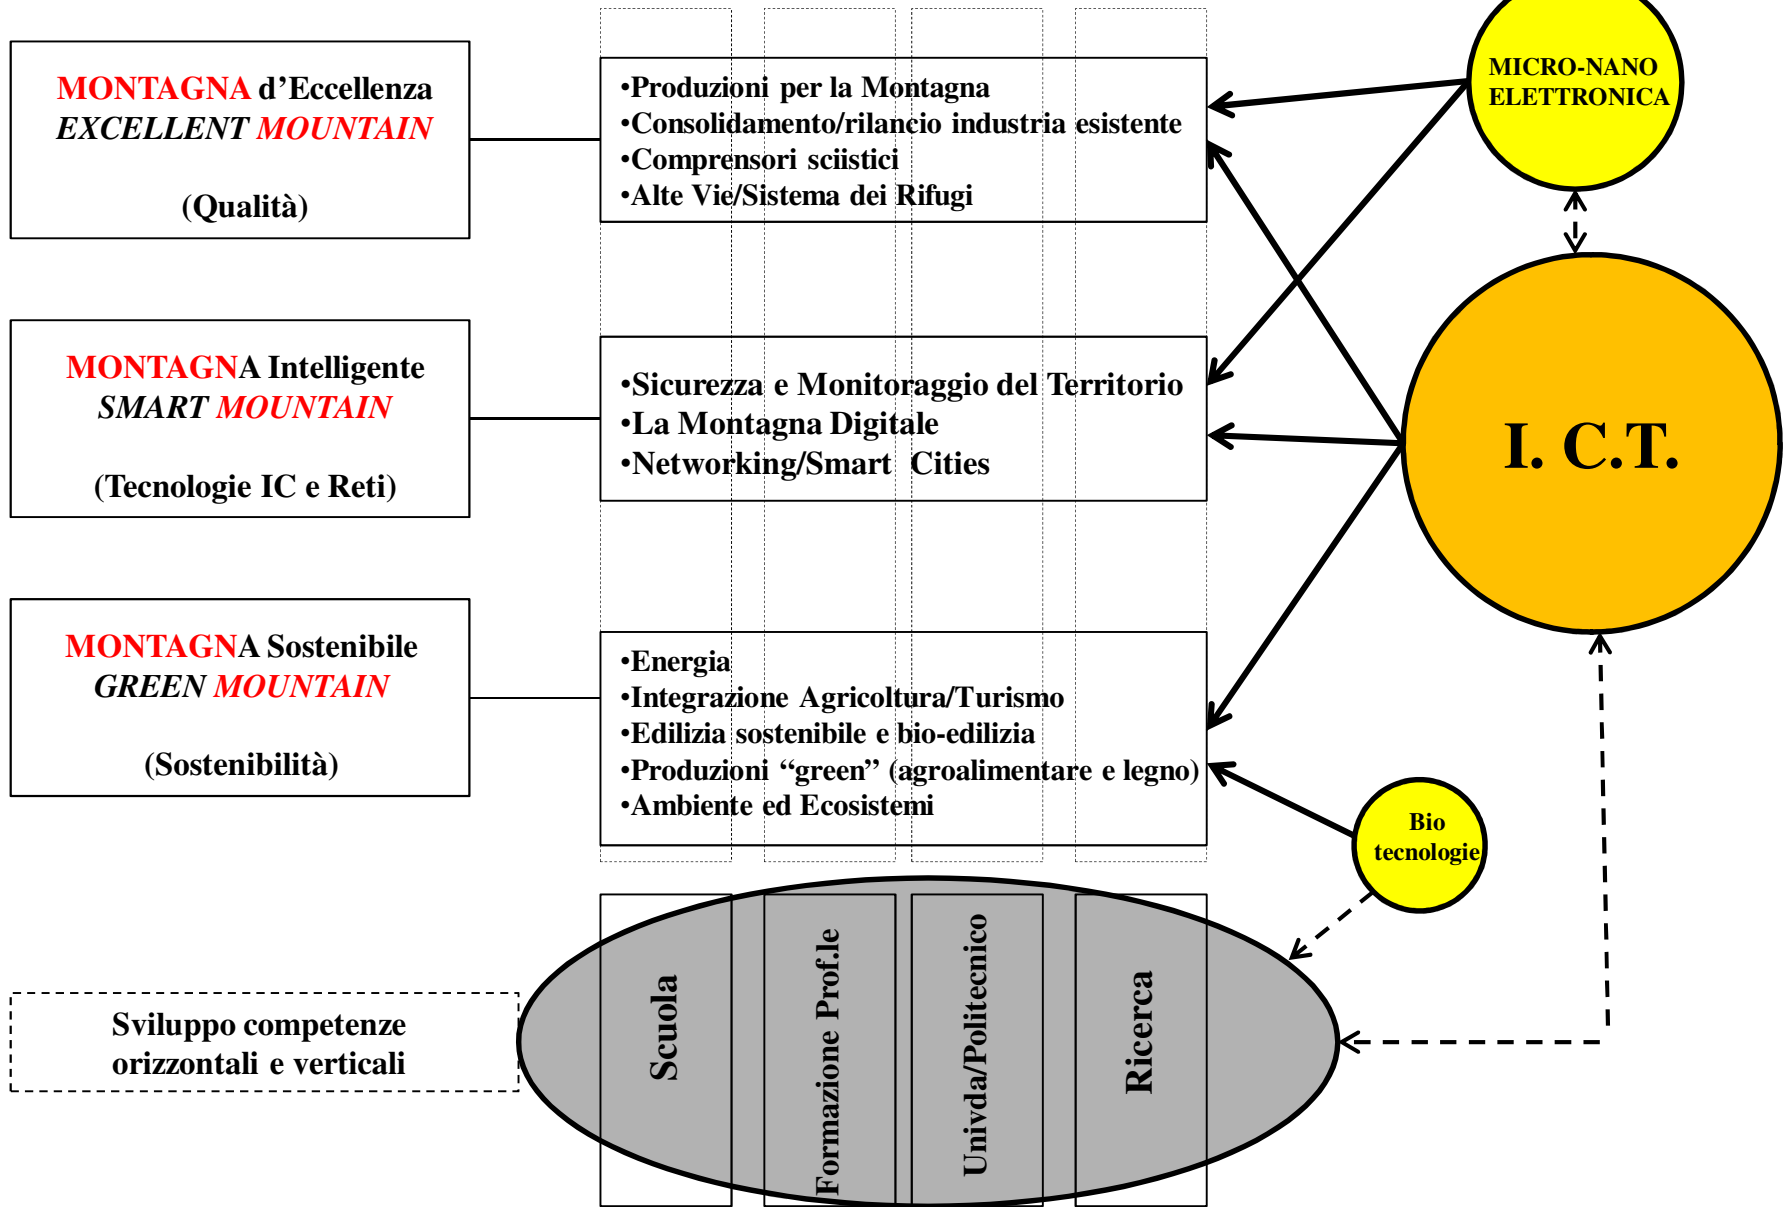 MONTAGNA d’Eccellenza
EXCELLENT MOUNTAIN
(Qualità)
•Produzioni per la Montagna
•Consolidamento/rilancio industria esistente
•Comprensori sciistici
•Alte Vie/Sistema dei Rifugi
MICRO-NANO
ELETTRONICA
MONTAGNA Intelligente
SMART MOUNTAIN
(Tecnologie IC e Reti)
•Sicurezza e Monitoraggio del Territorio
•La Montagna Digitale
•Networking/Smart Cities
I. C.T.
MONTAGNA Sostenibile
GREEN MOUNTAIN
(Sostenibilità)
•Energia
•Integrazione Agricoltura/Turismo
•Edilizia sostenibile e bio-edilizia
•Produzioni “green” (agroalimentare e legno)
•Ambiente ed Ecosistemi
Bio
tecnologie
Sviluppo competenze
orizzontali e verticali
Scuola
Formazione Prof.le
Univda/Politecnico
Ricerca